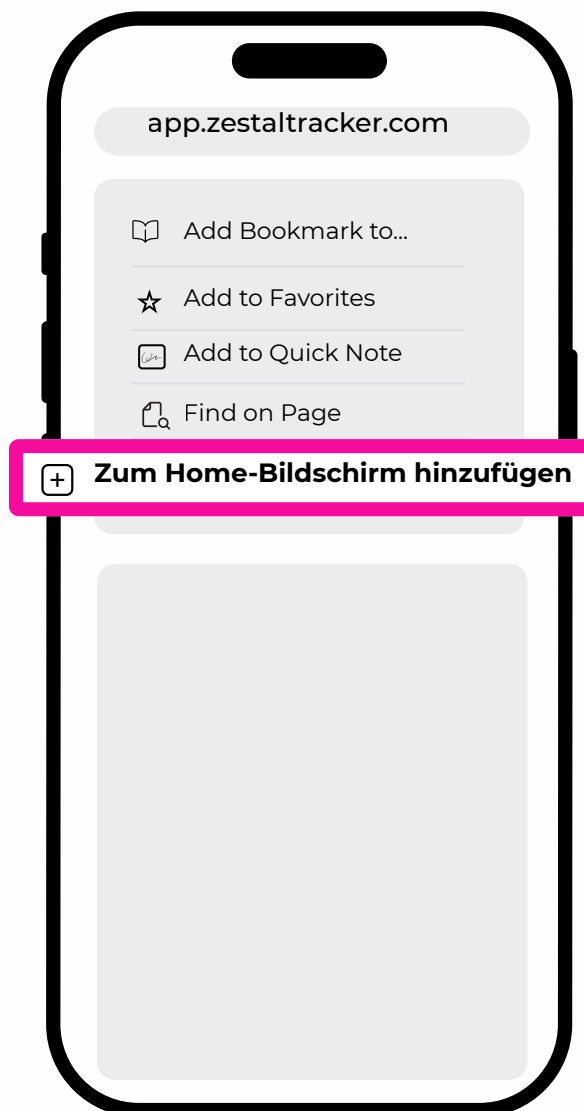 app.zestaltracker.com
Add Bookmark to...
Add to Favorites
Add to Quick Note
Find on Page
Zum Home-Bildschirm hinzufügen